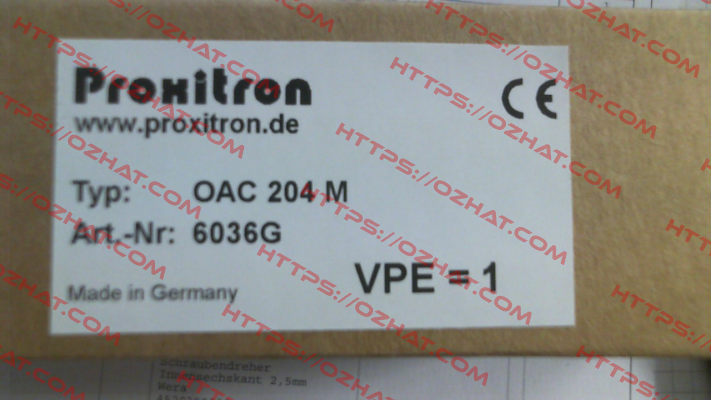 Proxitron
www.proxitron.de
CE
Typ: OAC 204 M
Art.-Nr: 6036G
VPE = 1
Made in Germany
Schraubendreher
Innensechskant 2,5mm
Wera
HTTPS://OZHAT.COM